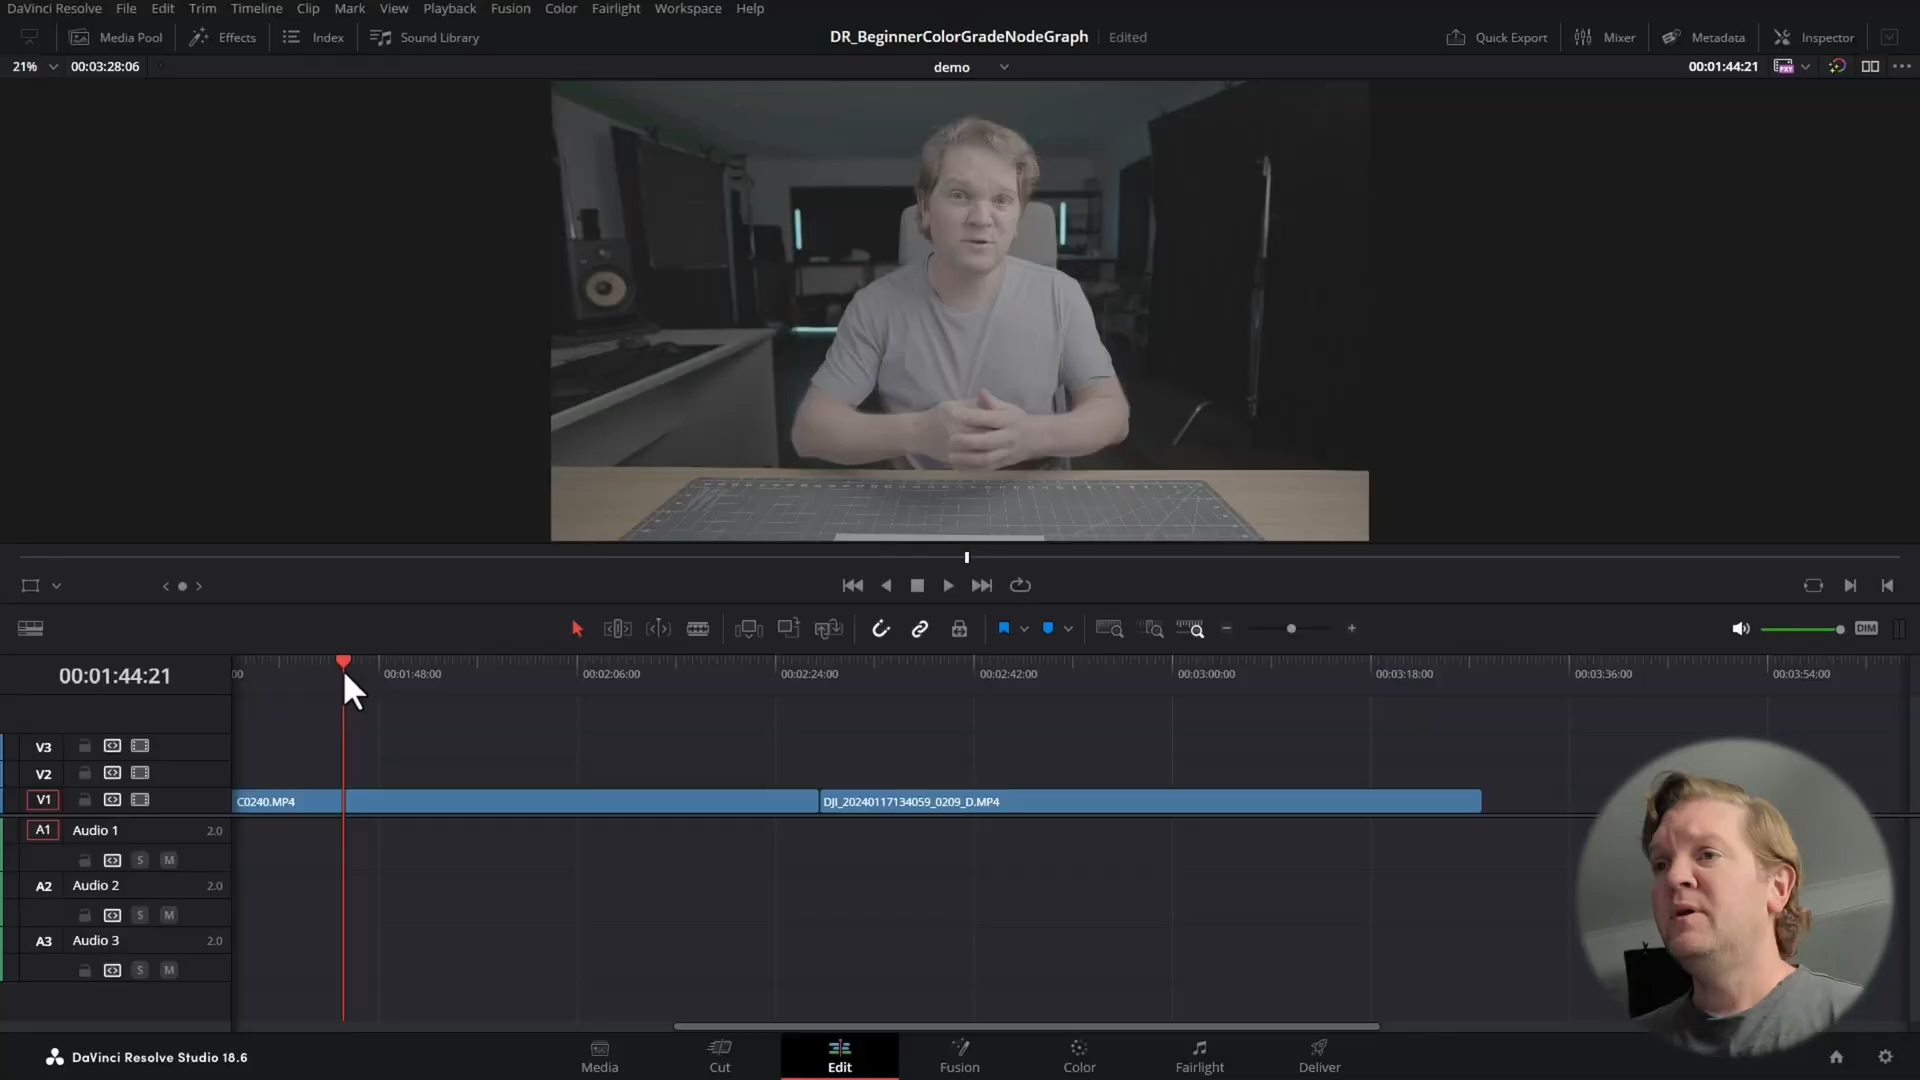 DaVinci Resolve File Edit Trim Timeline Clip Mark View Playback Fusion Color Fairlight Workspace Help
Media Pool Effects Index Sound Library DR_BeginnerColorGradeNodeGraph Edited Quick Export Mixer Metadata Inspector
21% 00:03:28:06 demo 00:01:44:21 PXY
DIM
00:01:44:21 00 00:01:48:00 00:02:06:00 00:02:24:00 00:02:42:00 00:03:00:00 00:03:18:00 00:03:36:00 00:03:54:00
V3
V2
V1 C0240.MP4 DJI_20240117134059_0209_D.MP4
A1 Audio 1 2.0
S M
A2 Audio 2 2.0
S M
A3 Audio 3 2.0
S M
DaVinci Resolve Studio 18.6 Media Cut Edit Fusion Color Fairlight Deliver